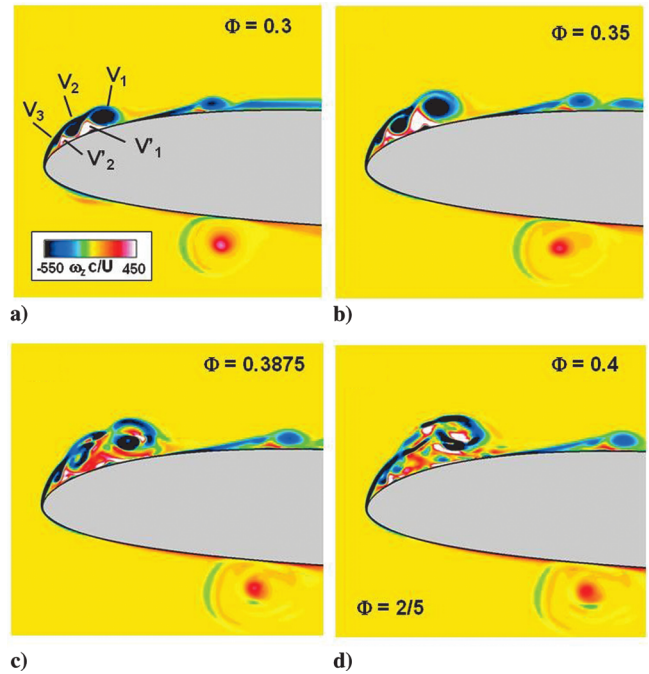 Φ = 0.3
V1
V2
V3
V'2
V'1
-550 ωz c/U 450
a)
Φ = 0.35
b)
Φ = 0.3875
c)
Φ = 0.4
Φ = 2/5
d)